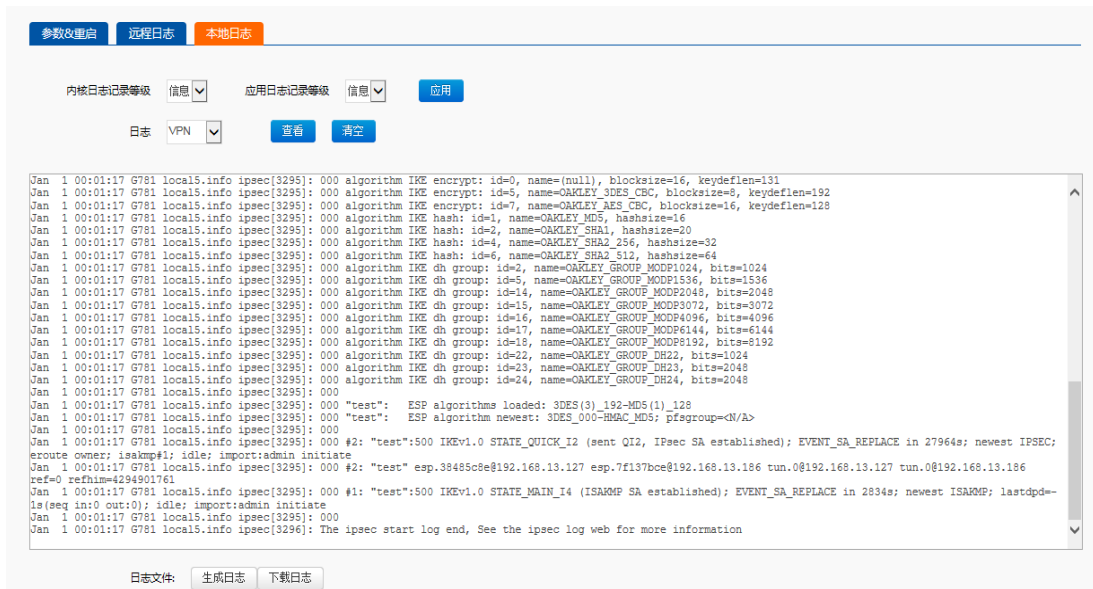 参数&重启 远程日志 本地日志
内核日志记录等级 信息 应用日志记录等级 信息 应用
日志 VPN 查看 清空
Jan  1 00:01:17 G781 local5.info ipsec[3295]: 000 algorithm IKE encrypt: id=0, name=(null), blocksize=16, keydeflen=131
Jan  1 00:01:17 G781 local5.info ipsec[3295]: 000 algorithm IKE encrypt: id=5, name=OAKLEY_3DES_CBC, blocksize=8, keydeflen=192
Jan  1 00:01:17 G781 local5.info ipsec[3295]: 000 algorithm IKE encrypt: id=7, name=OAKLEY_AES_CBC, blocksize=16, keydeflen=128
Jan  1 00:01:17 G781 local5.info ipsec[3295]: 000 algorithm IKE hash: id=1, name=OAKLEY_MD5, hashsize=16
Jan  1 00:01:17 G781 local5.info ipsec[3295]: 000 algorithm IKE hash: id=2, name=OAKLEY_SHA1, hashsize=20
Jan  1 00:01:17 G781 local5.info ipsec[3295]: 000 algorithm IKE hash: id=4, name=OAKLEY_SHA2_256, hashsize=32
Jan  1 00:01:17 G781 local5.info ipsec[3295]: 000 algorithm IKE hash: id=6, name=OAKLEY_SHA2_512, hashsize=64
Jan  1 00:01:17 G781 local5.info ipsec[3295]: 000 algorithm IKE dh group: id=2, name=OAKLEY_GROUP_MODP1024, bits=1024
Jan  1 00:01:17 G781 local5.info ipsec[3295]: 000 algorithm IKE dh group: id=5, name=OAKLEY_GROUP_MODP1536, bits=1536
Jan  1 00:01:17 G781 local5.info ipsec[3295]: 000 algorithm IKE dh group: id=14, name=OAKLEY_GROUP_MODP2048, bits=2048
Jan  1 00:01:17 G781 local5.info ipsec[3295]: 000 algorithm IKE dh group: id=15, name=OAKLEY_GROUP_MODP3072, bits=3072
Jan  1 00:01:17 G781 local5.info ipsec[3295]: 000 algorithm IKE dh group: id=16, name=OAKLEY_GROUP_MODP4096, bits=4096
Jan  1 00:01:17 G781 local5.info ipsec[3295]: 000 algorithm IKE dh group: id=17, name=OAKLEY_GROUP_MODP6144, bits=6144
Jan  1 00:01:17 G781 local5.info ipsec[3295]: 000 algorithm IKE dh group: id=18, name=OAKLEY_GROUP_MODP8192, bits=8192
Jan  1 00:01:17 G781 local5.info ipsec[3295]: 000 algorithm IKE dh group: id=22, name=OAKLEY_GROUP_DH22, bits=1024
Jan  1 00:01:17 G781 local5.info ipsec[3295]: 000 algorithm IKE dh group: id=23, name=OAKLEY_GROUP_DH23, bits=2048
Jan  1 00:01:17 G781 local5.info ipsec[3295]: 000 algorithm IKE dh group: id=24, name=OAKLEY_GROUP_DH24, bits=2048
Jan  1 00:01:17 G781 local5.info ipsec[3295]: 000
Jan  1 00:01:17 G781 local5.info ipsec[3295]: 000 "test":   ESP algorithms loaded: 3DES(3)_192-MD5(1)_128
Jan  1 00:01:17 G781 local5.info ipsec[3295]: 000 "test":   ESP algorithm newest: 3DES_000-HMAC_MD5; pfsgroup=<N/A>
Jan  1 00:01:17 G781 local5.info ipsec[3295]: 000
Jan  1 00:01:17 G781 local5.info ipsec[3295]: 000 #2: "test":500 IKEv1.0 STATE_QUICK_I2 (sent QI2, IPsec SA established); EVENT_SA_REPLACE in 27964s; newest IPSEC;
eroute owner; isakmp#1; idle; import:admin initiate
Jan  1 00:01:17 G781 local5.info ipsec[3295]: 000 #2: "test" esp.38485c8e@192.168.13.127 esp.7f137bce@192.168.13.186 tun.0@192.168.13.127 tun.0@192.168.13.186
ref=0 refhim=4294901761
Jan  1 00:01:17 G781 local5.info ipsec[3295]: 000 #1: "test":500 IKEv1.0 STATE_MAIN_I4 (ISAKMP SA established); EVENT_SA_REPLACE in 2834s; newest ISAKMP; lastdpd=-
1s(seq in:0 out:0); idle; import:admin initiate
Jan  1 00:01:17 G781 local5.info ipsec[3295]: 000
Jan  1 00:01:17 G781 local5.info ipsec[3296]: The ipsec start log end, See the ipsec log web for more information
日志文件: 生成日志 下载日志